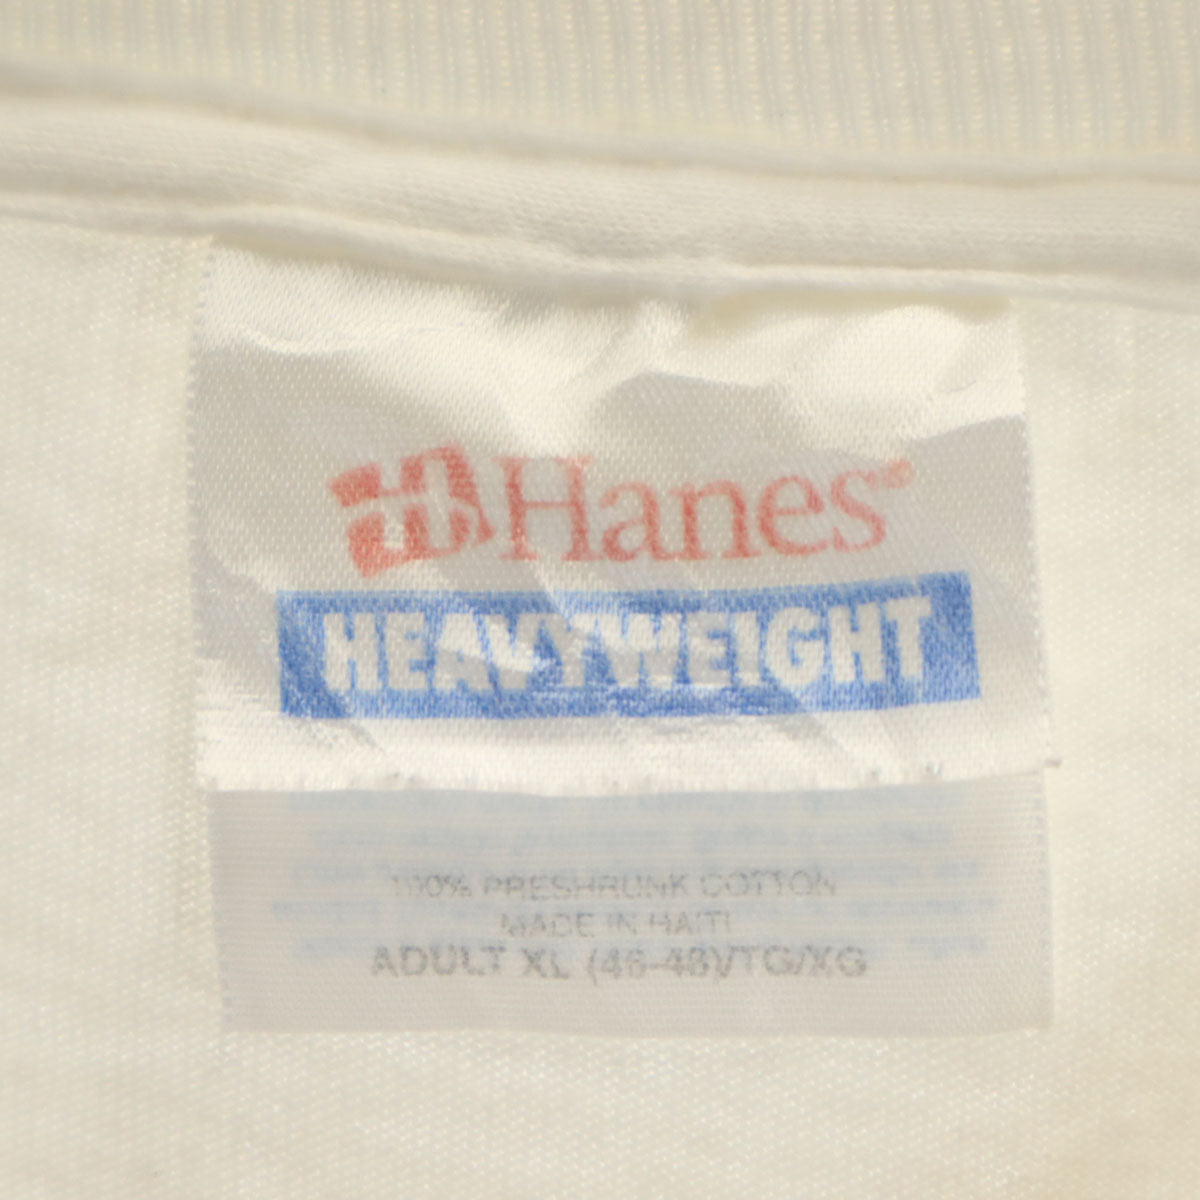 Hanes®
HEAVYWEIGHT
100% PRESHRUNK COTTON
MADE IN HAITI
ADULT XL (46-48)/TG/XG